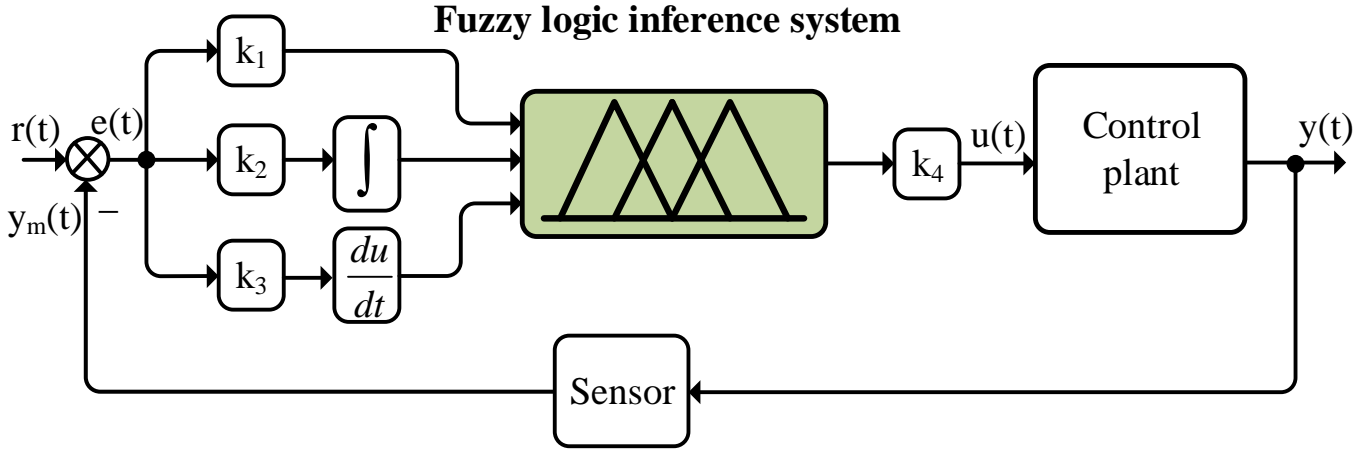 Fuzzy logic inference system
k₁
r(t)
e(t)
k₂
∫
yₘ(t)
−
k₃
du
dt
k₄
u(t)
Control
plant
y(t)
Sensor